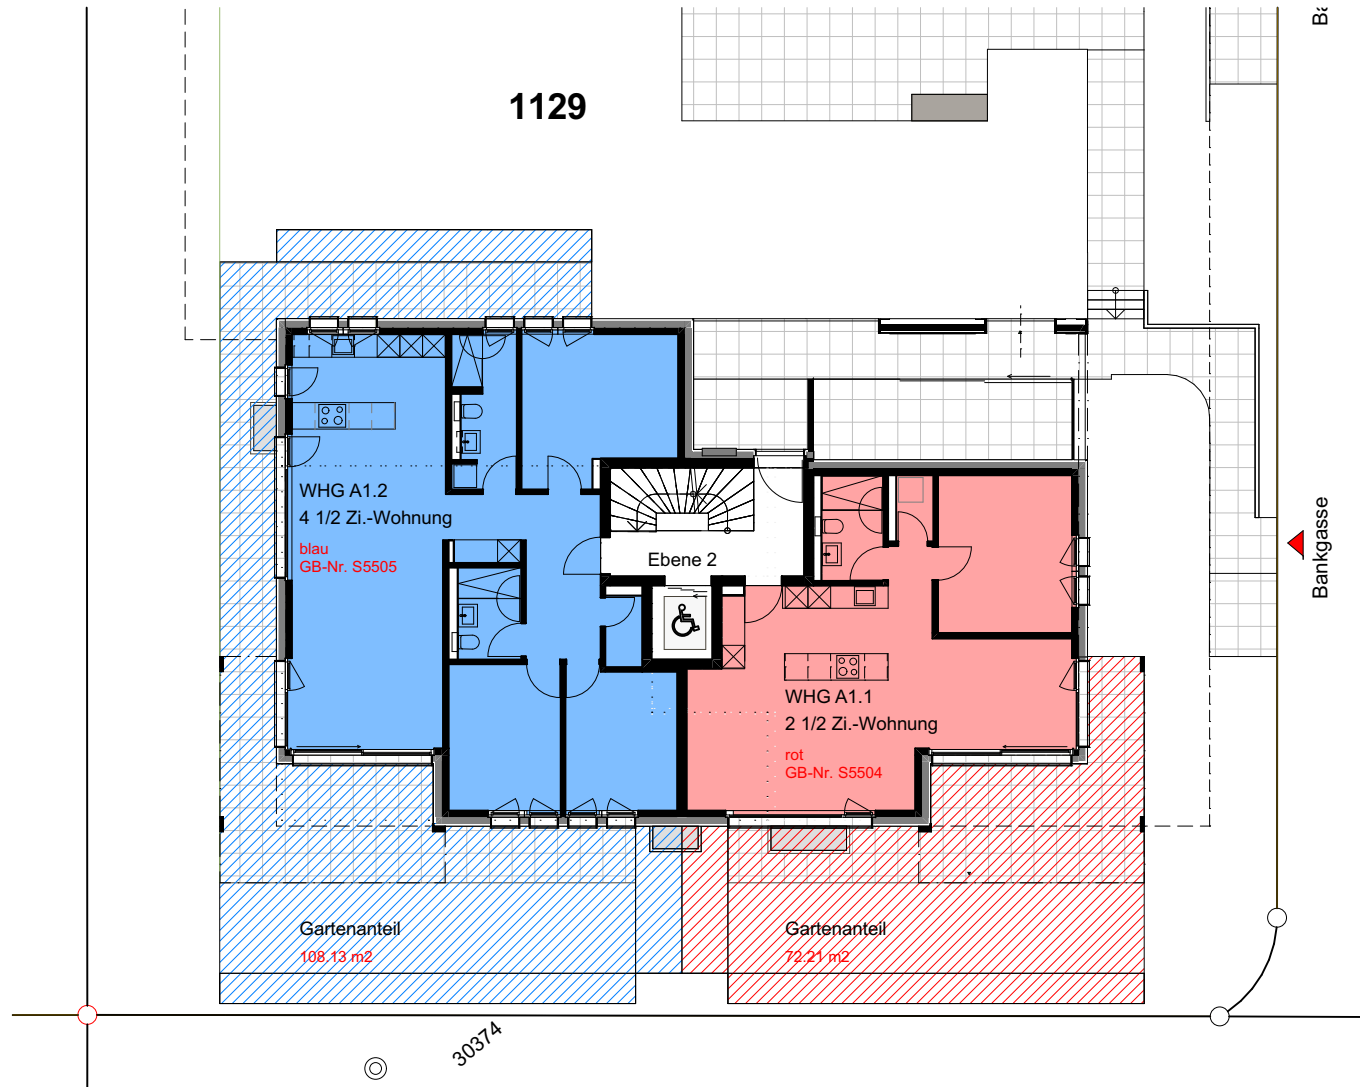 1129
WHG A1.2
4 1/2 Zi.-Wohnung
blau
GB-Nr. S5505
Ebene 2
WHG A1.1
2 1/2 Zi.-Wohnung
rot
GB-Nr. S5504
Bankgasse
Gartenanteil
108.13 m2
Gartenanteil
72.21 m2
30374